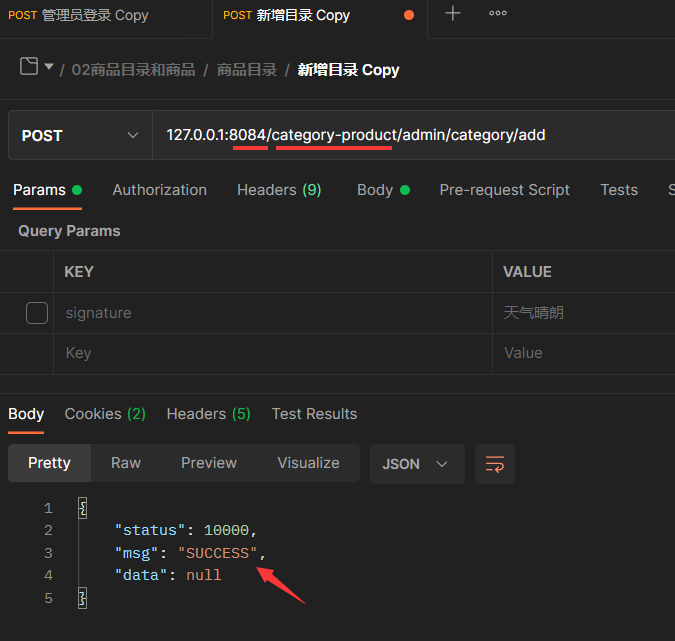 POST 管理员登录 Copy POST 新增目录 Copy
/ 02商品目录和商品 / 商品目录 / 新增目录 Copy
POST 127.0.0.1:8084/category-product/admin/category/add
Params Authorization Headers (9) Body Pre-request Script Tests S
Query Params
KEY VALUE
signature 天气晴朗
Key Value
Body Cookies (2) Headers (5) Test Results
Pretty Raw Preview Visualize JSON
1 {
2 "status": 10000,
3 "msg": "SUCCESS",
4 "data": null
5 }